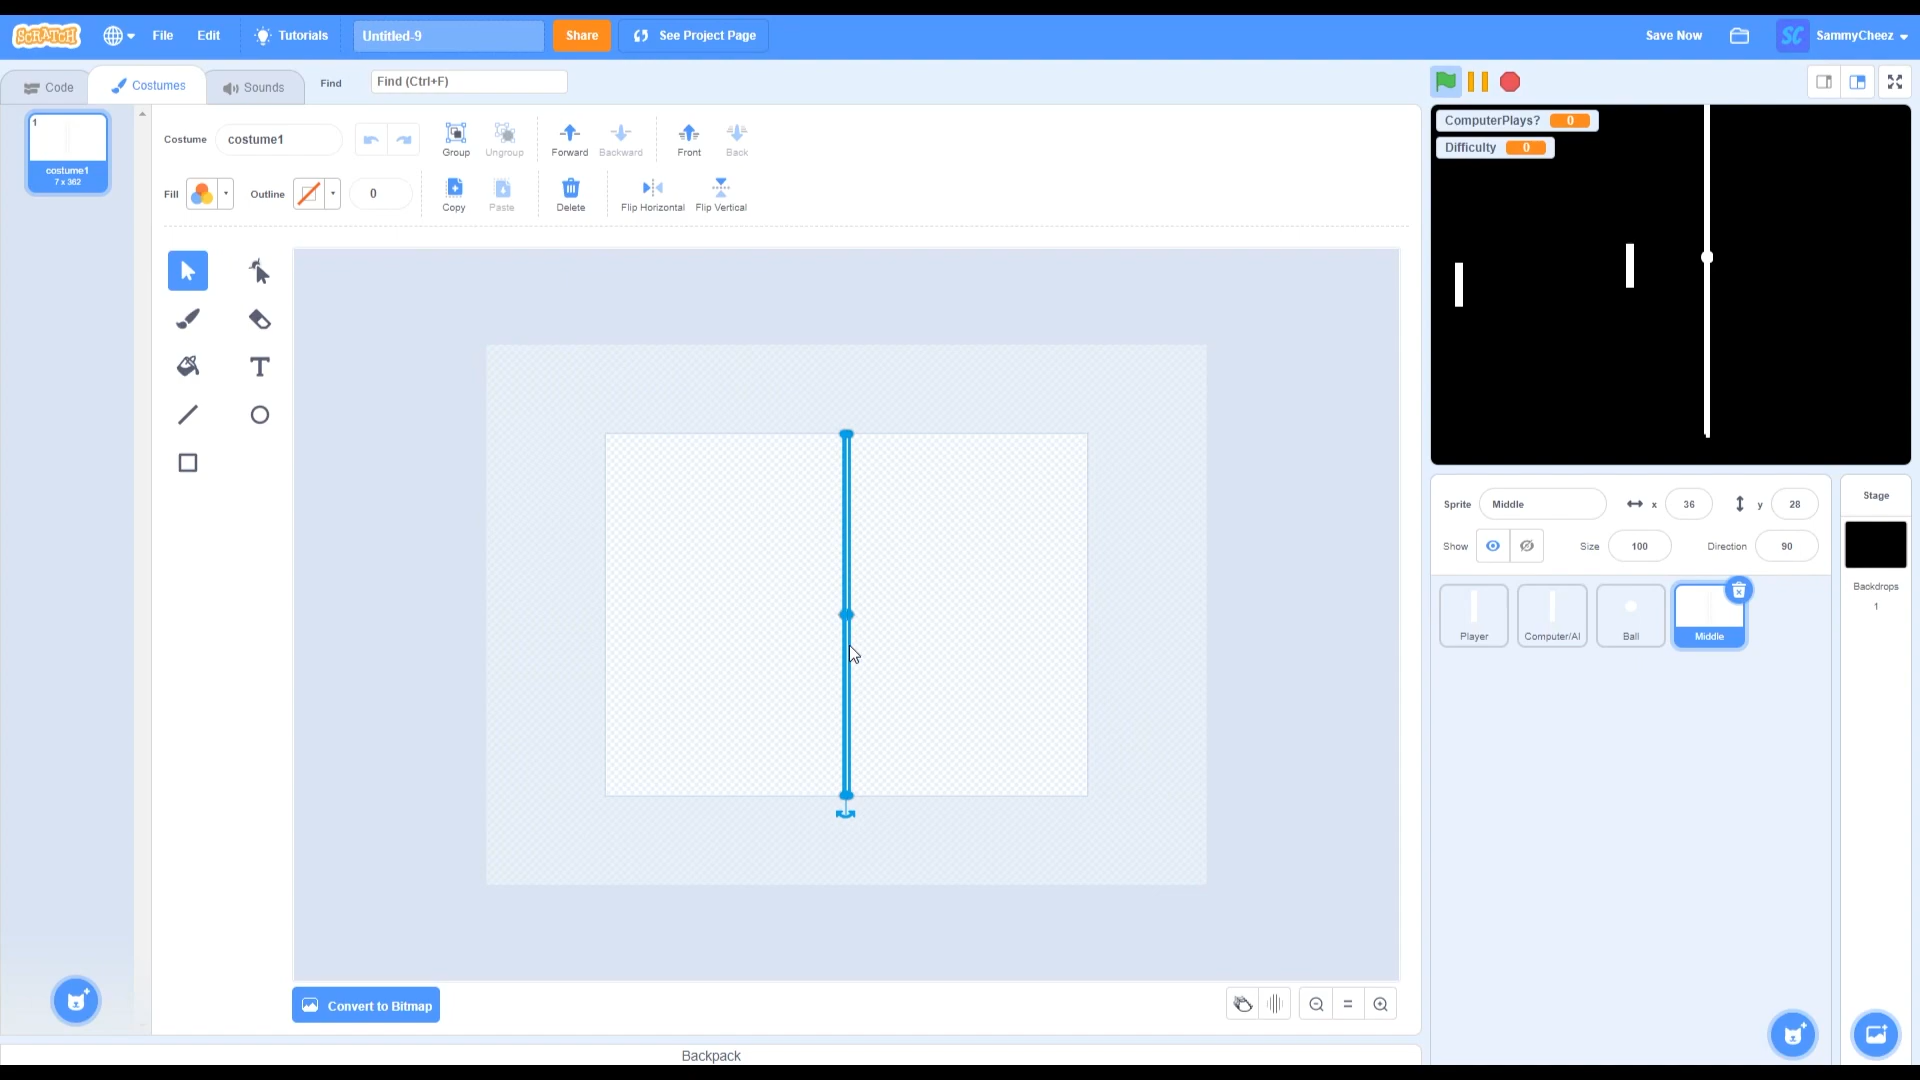 SCRATCH File Edit Tutorials Untitled-9 Share See Project Page Save Now SC SammyCheez
Code Costumes Sounds Find Find (Ctrl+F)
1
costume1
7 x 362
Costume costume1 Group Ungroup Forward Backward Front Back
Fill Outline 0 Copy Paste Delete Flip Horizontal Flip Vertical
T
Convert to Bitmap
=
Backpack
ComputerPlays? 0
Difficulty 0
Sprite Middle x 36 y 28
Show Size 100 Direction 90
Player Computer/AI Ball Middle
Stage
Backdrops
1